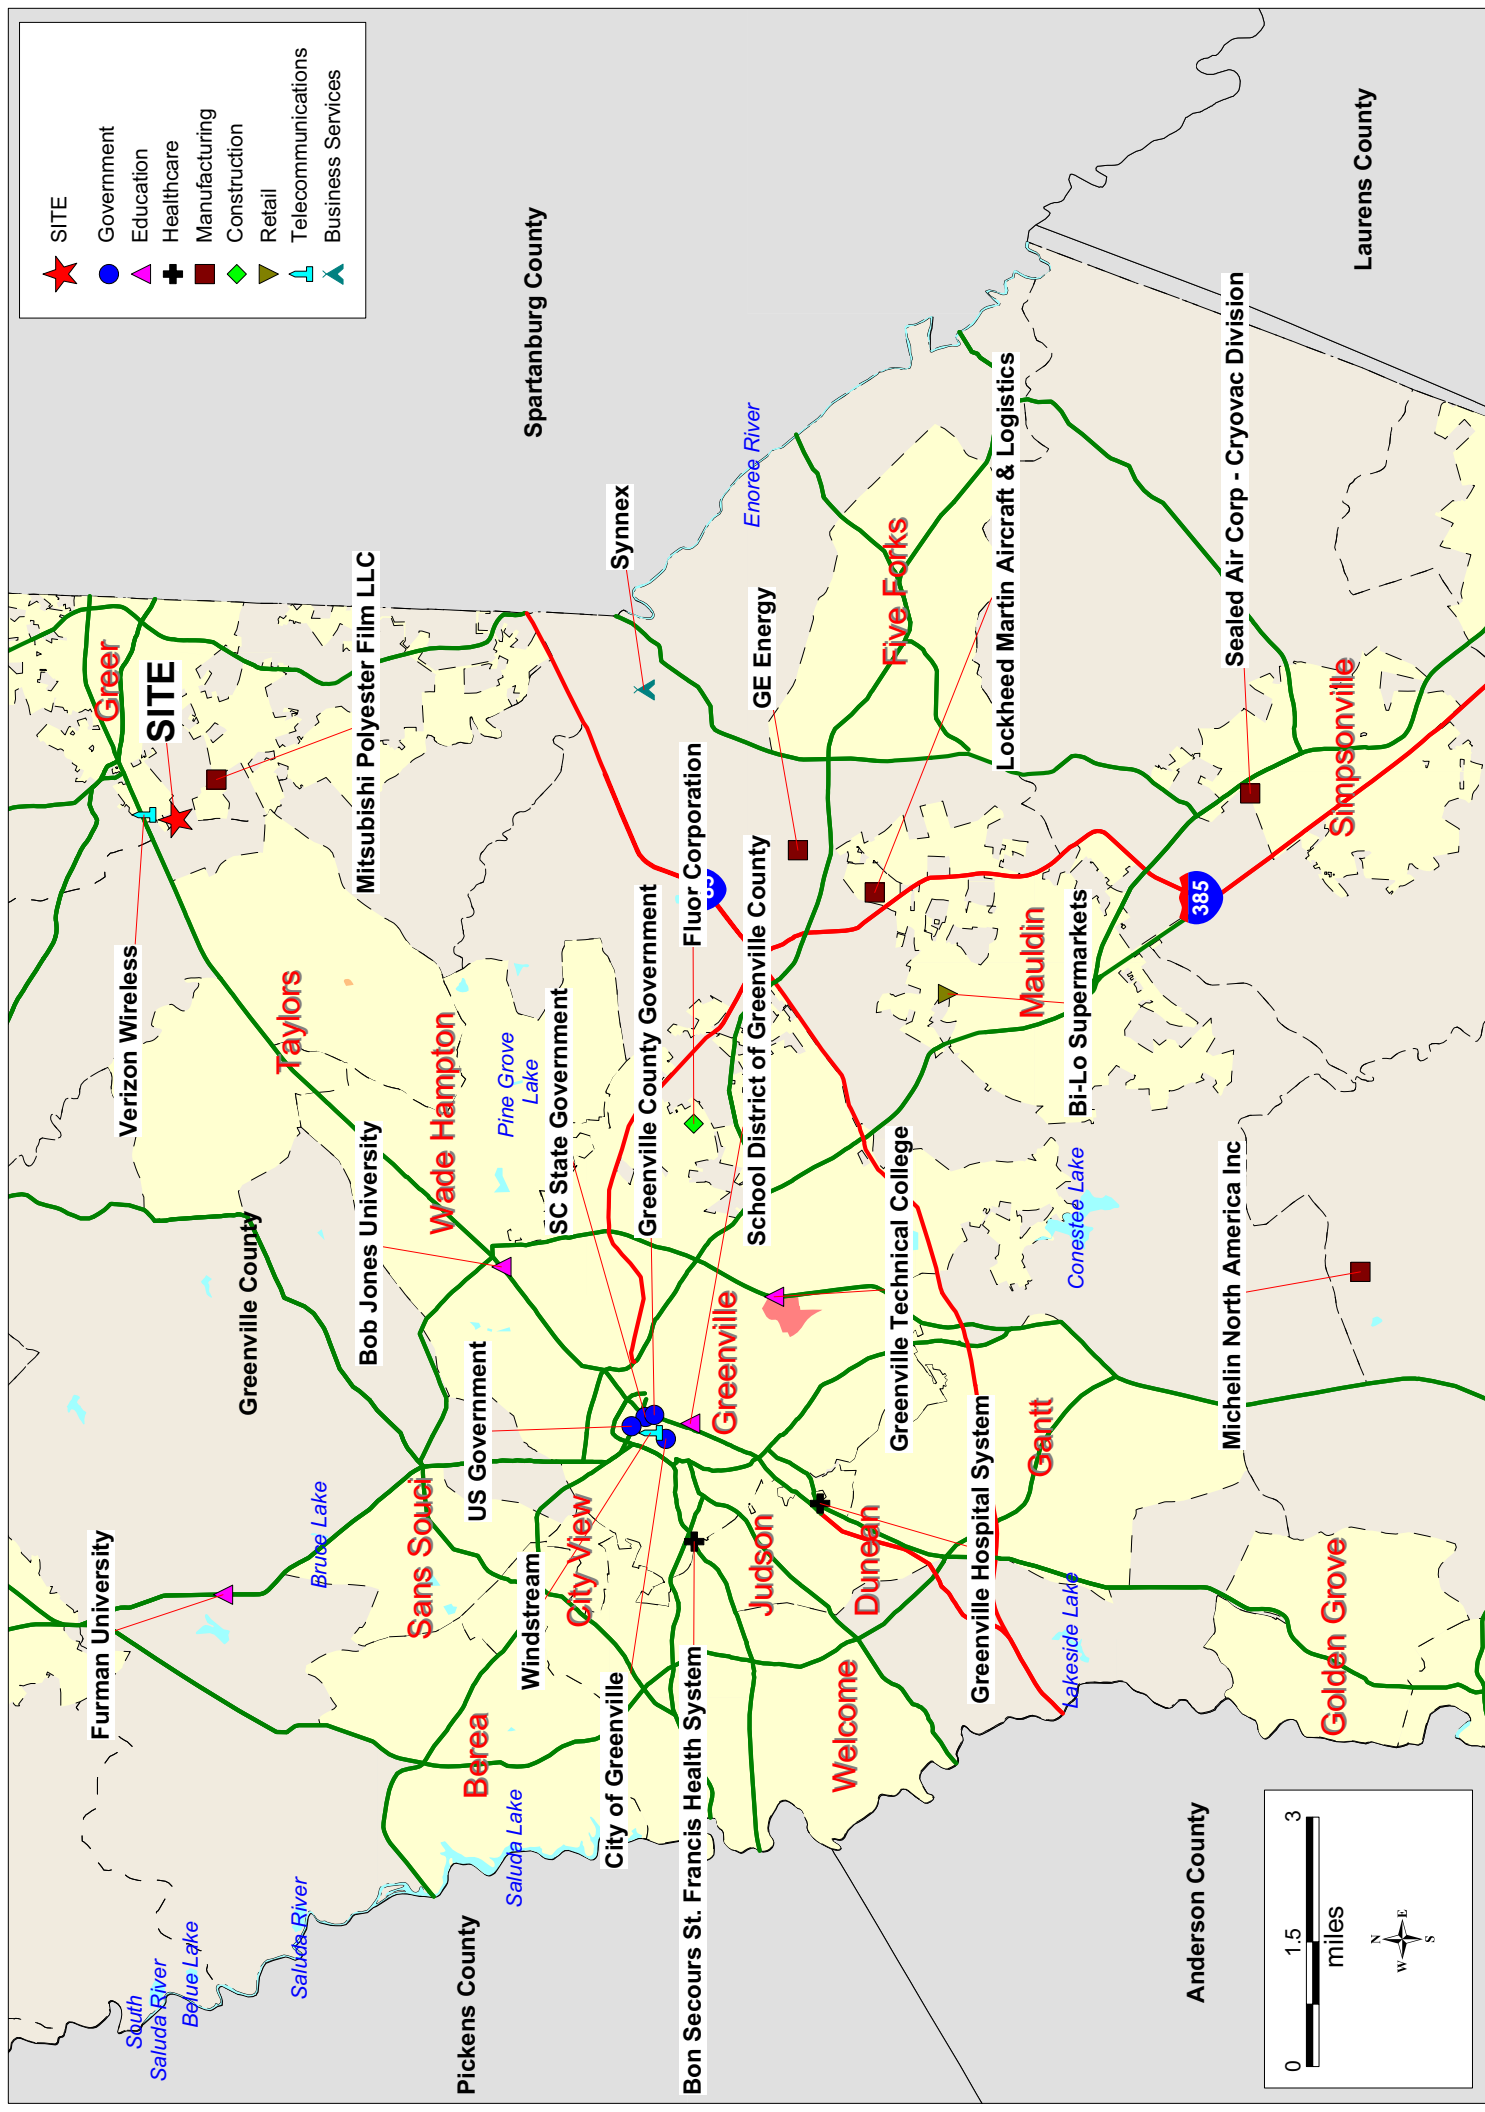 SITE
Government
Education
Healthcare
Manufacturing
Construction
Retail
Telecommunications
Business Services
Greer
SITE
Mitsubishi Polyester Film LLC
Verizon Wireless
Taylors
Wade Hampton
Pine Grove
Lake
Spartanburg County
Synnex
Enoree River
GE Energy
Five Forks
Lockheed Martin Aircraft & Logistics
Laurens County
Sealed Air Corp - Cryovac Division
Simpsonville
Fluor Corporation
385
Mauldin
Bi-Lo Supermarkets
Greenville County
Bob Jones University
SC State Government
Greenville County Government
School District of Greenville County
Greenville Technical College
Conestee Lake
Michelin North America Inc
Greenville
US Government
Bruce Lake
Furman University
Sans Souci
Windstream
City View
City of Greenville
Bon Secours St. Francis Health System
Judson
Dunean
Greenville Hospital System
Gantt
Lakeside Lake
Golden Grove
Welcome
Berea
Saluda Lake
Saluda River
Belue Lake
South
Saluda River
Pickens County
Anderson County
0 1.5 3
miles
N
W E
S